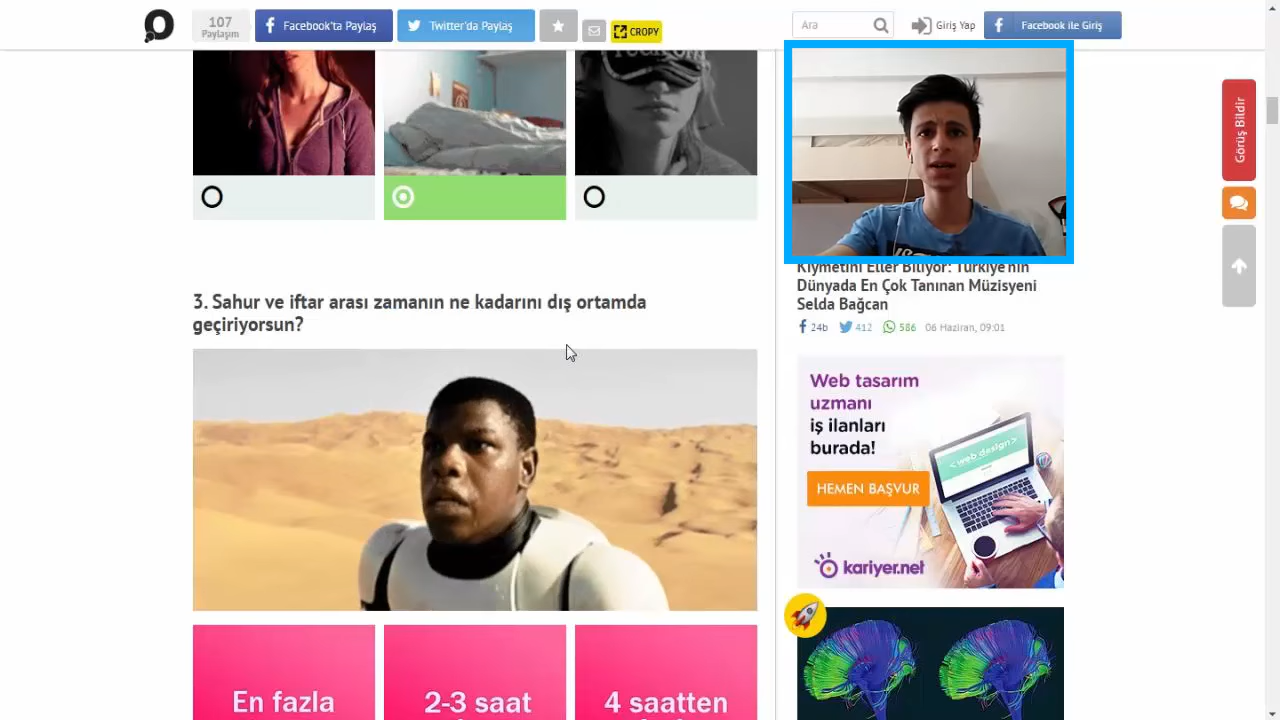 107
Paylaşım
Facebook'ta Paylaş
Twitter'da Paylaş
CROPY
Ara
Giriş Yap
Facebook ile Giriş
Görüş Bildir
Kıymetini Eller Biliyor: Türkiye'nin
Dünyada En Çok Tanınan Müzisyeni
Selda Bağcan
24b
412
586
06 Haziran, 09:01
3. Sahur ve iftar arası zamanın ne kadarını dış ortamda
geçiriyorsun?
Web tasarım
uzmanı
iş ilanları
burada!
<web design>
HEMEN BAŞVUR
kariyer.net
En fazla
2-3 saat
4 saatten